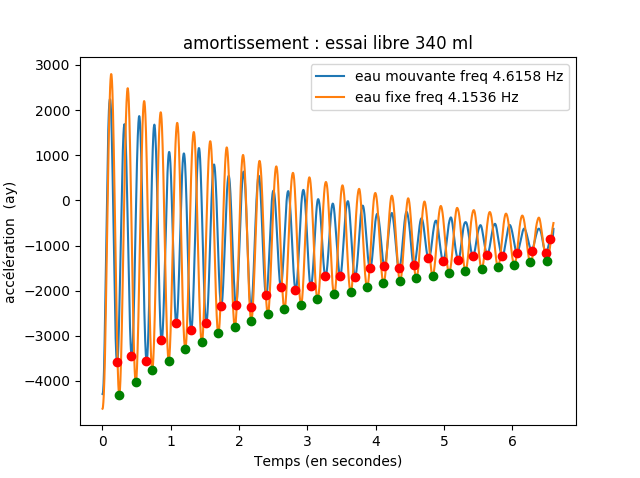 amortissement : essai libre 340 ml
eau mouvante freq 4.6158 Hz
eau fixe freq 4.1536 Hz
3000
2000
1000
0
−1000
−2000
−3000
−4000
accélération (ay)
0 1 2 3 4 5 6
Temps (en secondes)